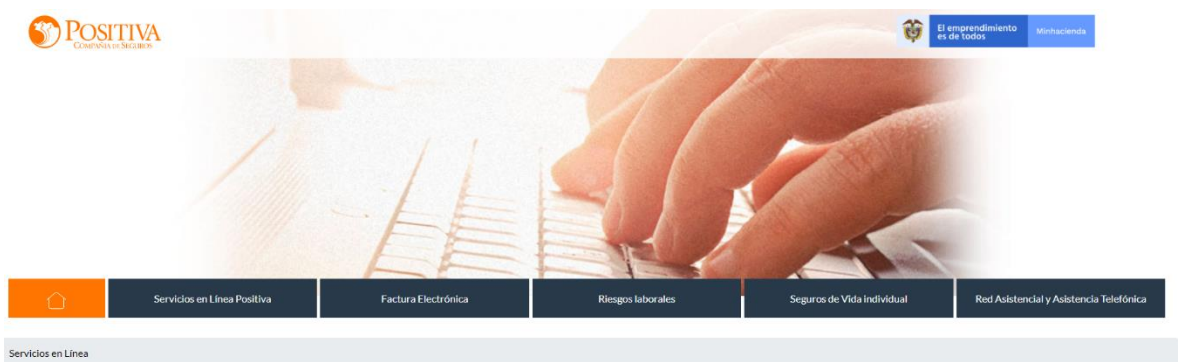 POSITIVA
COMPAÑÍA DE SEGUROS
El emprendimiento
es de todos
Minhacienda
Servicios en Línea Positiva
Factura Electrónica
Riesgos laborales
Seguros de Vida individual
Red Asistencial y Asistencia Telefónica
Servicios en Línea